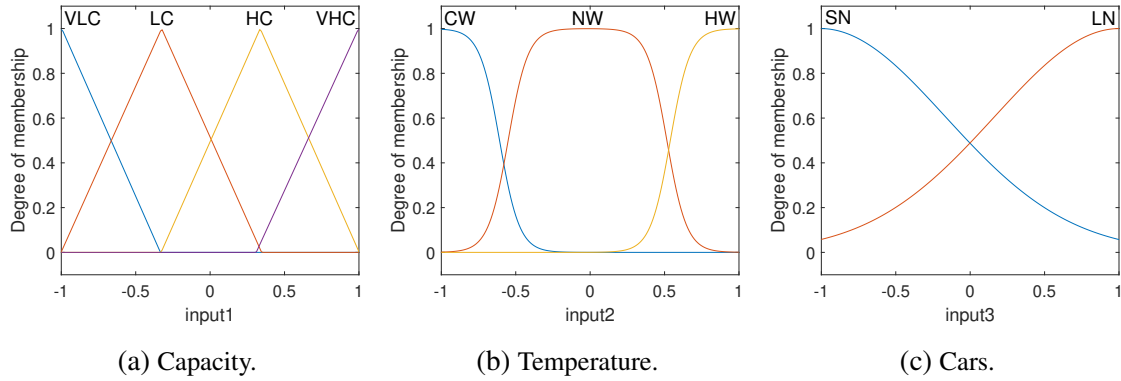 VLC LC HC VHC
1
0.8
0.6
0.4
0.2
0
Degree of membership
-1 -0.5 0 0.5 1
input1
(a) Capacity.
CW NW HW
1
0.8
0.6
0.4
0.2
0
Degree of membership
-1 -0.5 0 0.5 1
input2
(b) Temperature.
SN LN
1
0.8
0.6
0.4
0.2
0
Degree of membership
-1 -0.5 0 0.5 1
input3
(c) Cars.